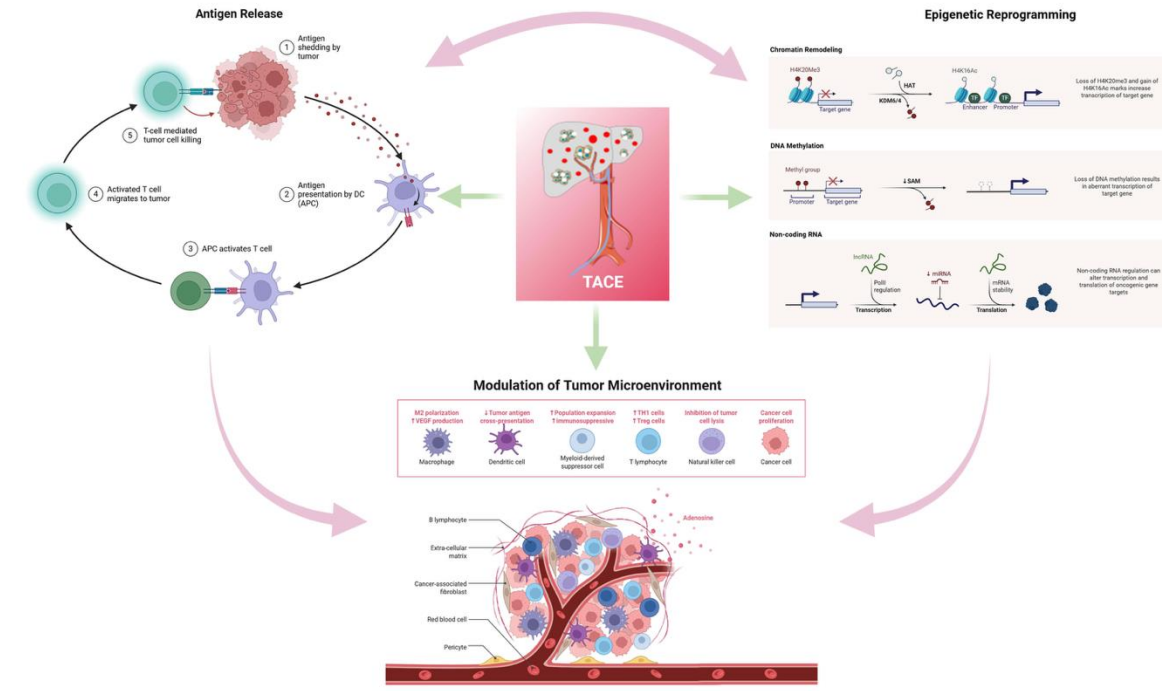 Antigen Release
1
Antigen
shedding by
tumor
5
T-cell mediated
tumor cell killing
4
Activated T cell
migrates to tumor
2
Antigen
presentation by DC
(APC)
3
APC activates T cell
TACE
Epigenetic Reprogramming
Chromatin Remodeling
H4K20Me3
Target gene
HAT
KDM6/4
H4K16Ac
TF
TF
Enhancer
Promoter
Loss of H4K20me3 and gain of
H4K16Ac marks increase
transcription of target gene
DNA Methylation
Methyl group
Promoter
Target gene
↓ SAM
Loss of DNA methylation results
in aberrant transcription of
target gene
Non-coding RNA
lncRNA
PolII
regulation
Transcription
↓ miRNA
mRNA
stability
Translation
Non-coding RNA regulation can
alter transcription and
translation of oncogenic gene
targets
Modulation of Tumor Microenvironment
M2 polarization
↑ VEGF production
Macrophage
↓ Tumor antigen
cross-presentation
Dendritic cell
↑ Population expansion
↑ Immunosuppressive
Myeloid-derived
suppressor cell
↑ TH1 cells
↑ Treg cells
T lymphocyte
Inhibition of tumor
cell lysis
Natural killer cell
Cancer cell
proliferation
Cancer cell
B lymphocyte
Extra-cellular
matrix
Cancer-associated
fibroblast
Red blood cell
Pericyte
Adenosine